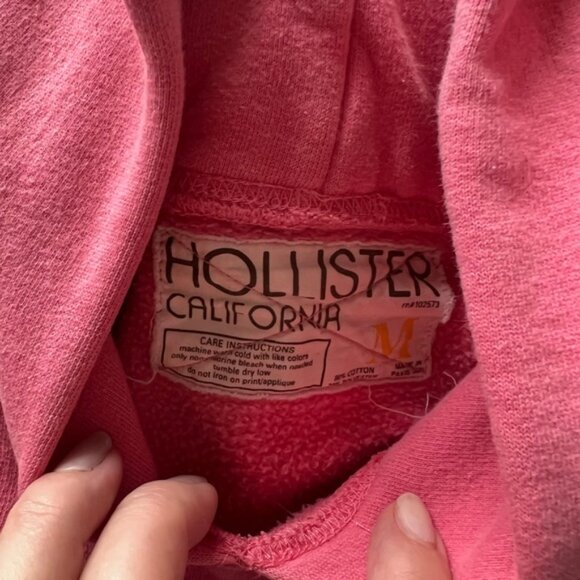 HOLLISTER
CALIFORNIA
rn#102573
CARE INSTRUCTIONS
machine wash cold with like colors
only non-chlorine bleach when needed
tumble dry low
do not iron on print/applique
M
COTTON
MADE IN